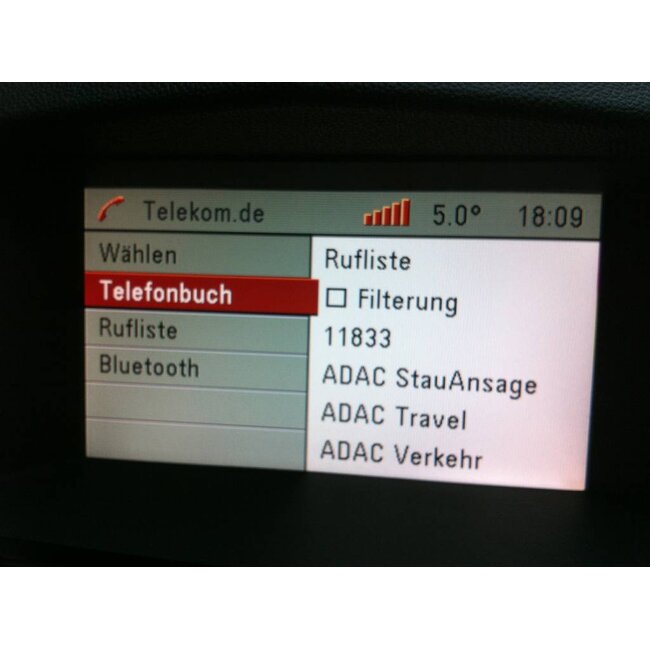 Telekom.de 5.0° 18:09
Wählen
Telefonbuch
Rufliste
Bluetooth
Rufliste
Filterung
11833
ADAC StauAnsage
ADAC Travel
ADAC Verkehr